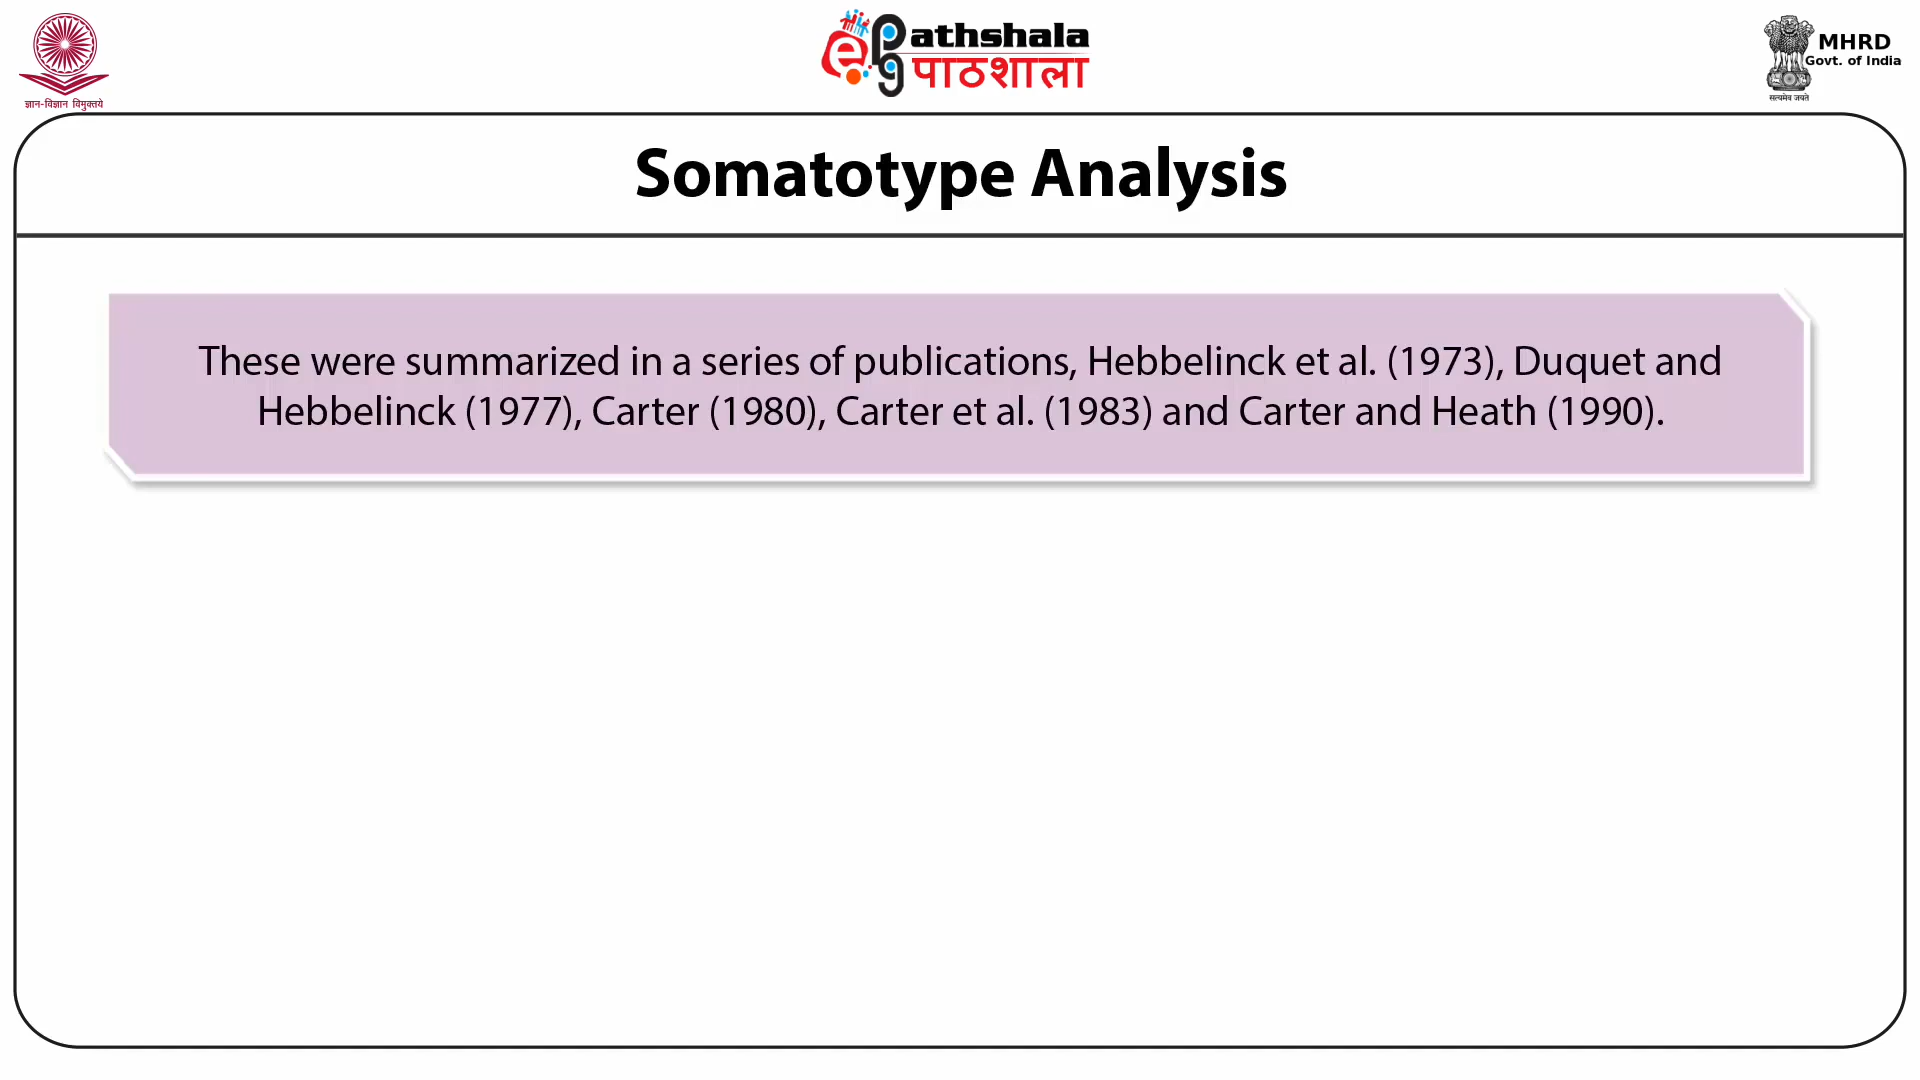 ज्ञान-विज्ञान विमुक्तये
e Pathshala
पाठशाला
MHRD
Govt. of India
सत्यमेव जयते
Somatotype Analysis
These were summarized in a series of publications, Hebbelinck et al. (1973), Duquet and
Hebbelinck (1977), Carter (1980), Carter et al. (1983) and Carter and Heath (1990).